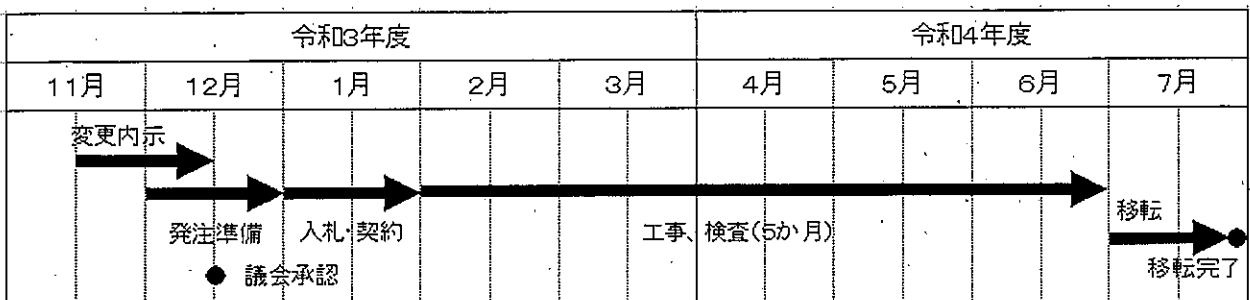 令和3年度 令和4年度
11月 12月 1月 2月 3月 4月 5月 6月 7月
変更内示
発注準備 入札・契約 工事、検査(5か月) 移転
議会承認 移転完了